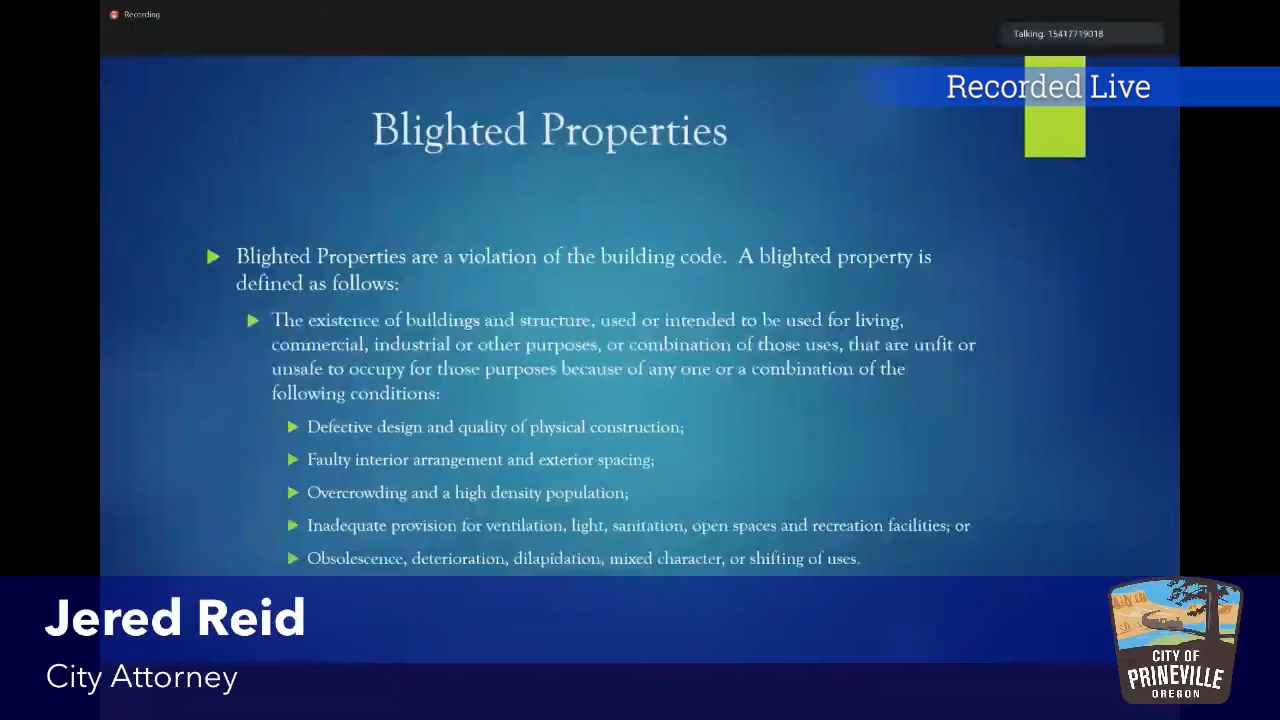 Recording
Talking: 15417719018
Recorded Live
Blighted Properties
Blighted Properties are a violation of the building code. A blighted property is
defined as follows:
The existence of buildings and structure, used or intended to be used for living,
commercial, industrial or other purposes, or combination of those uses, that are unfit or
unsafe to occupy for those purposes because of any one or a combination of the
following conditions:
Defective design and quality of physical construction;
Faulty interior arrangement and exterior spacing;
Overcrowding and a high density population;
Inadequate provision for ventilation, light, sanitation, open spaces and recreation facilities; or
Obsolescence, deterioration, dilapidation, mixed character, or shifting of uses.
Jered Reid
City Attorney
CITY OF
PRINEVILLE
OREGON